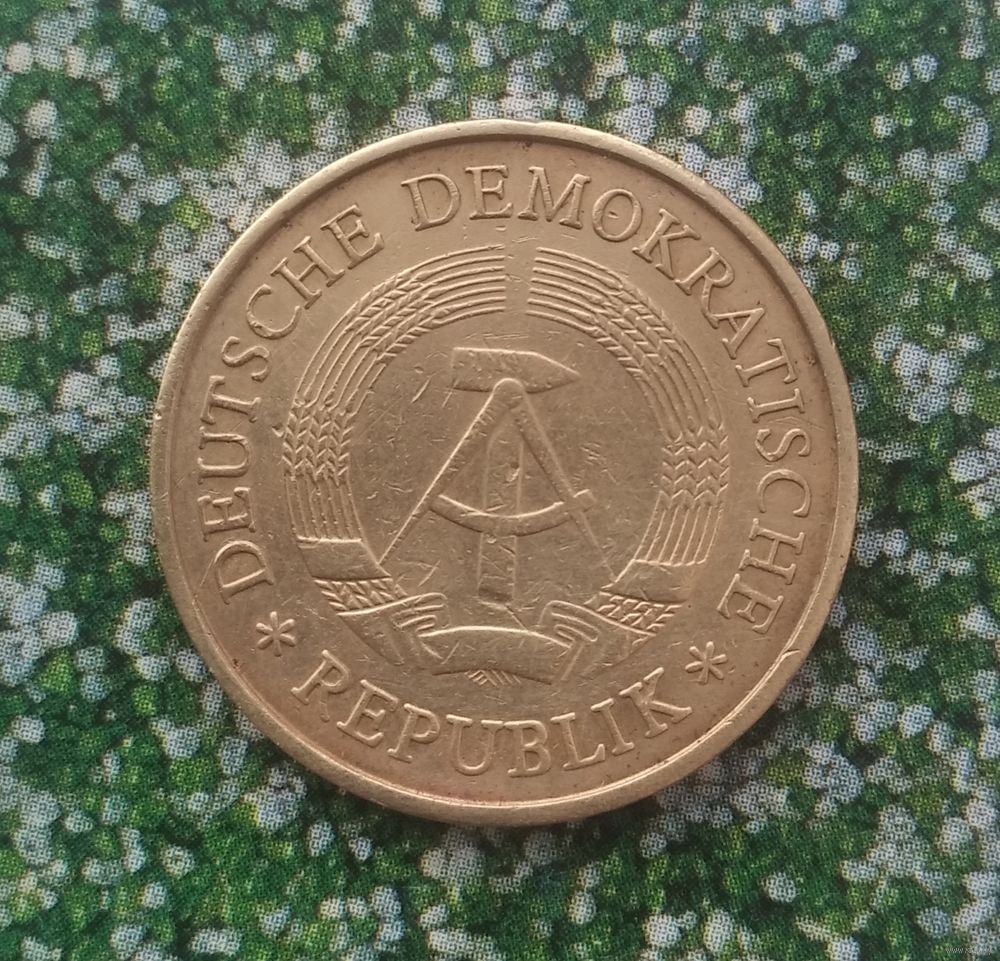 DEUTSCHE DEMOKRATISCHE
* REPUBLIK *